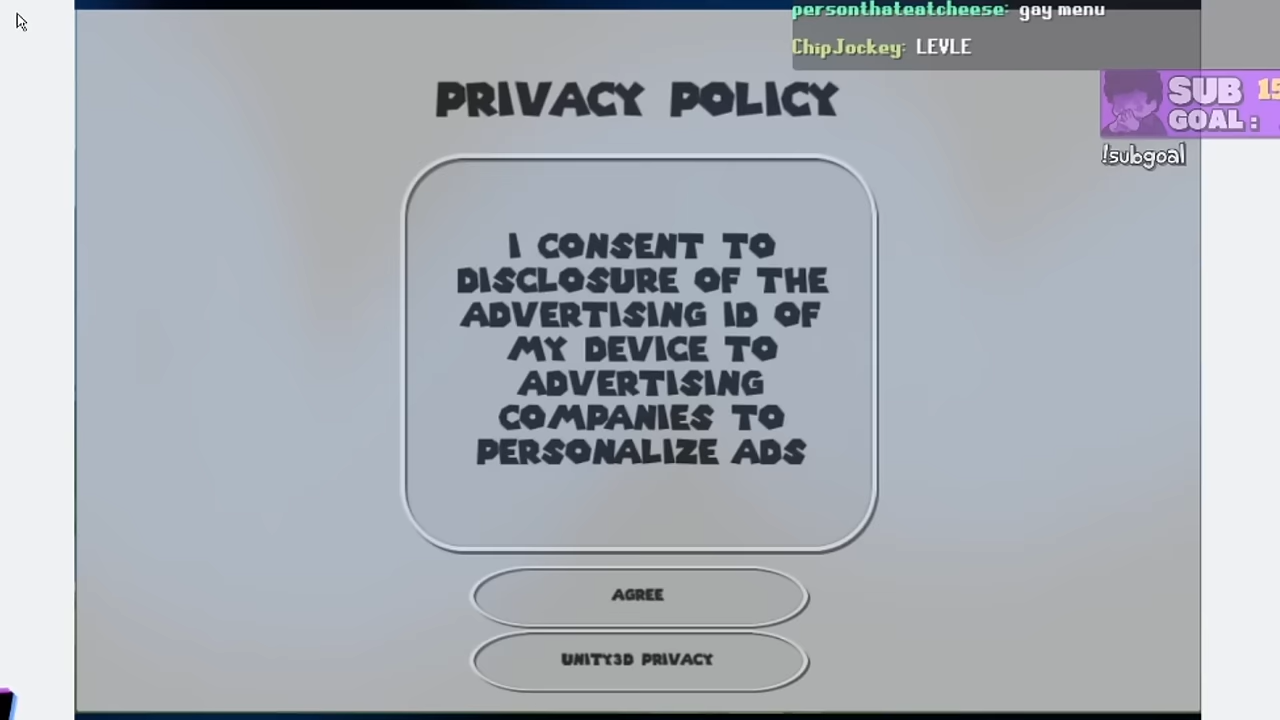 personthateatcheese: gay menu
ChipJockey: LEVLE
SUB 15
GOAL:
!subgoal
PRIVACY POLICY
I CONSENT TO
DISCLOSURE OF THE
ADVERTISING ID OF
MY DEVICE TO
ADVERTISING
COMPANIES TO
PERSONALIZE ADS
AGREE
UNITY3D PRIVACY